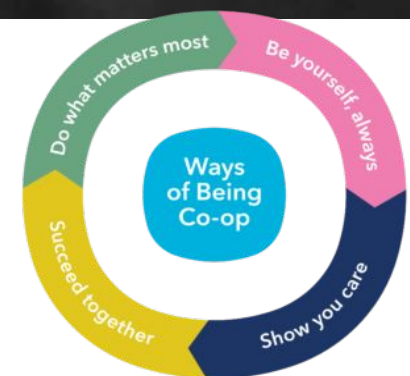 Do what matters most
Be yourself, always
Ways
of Being
Co-op
Succeed together
Show you care